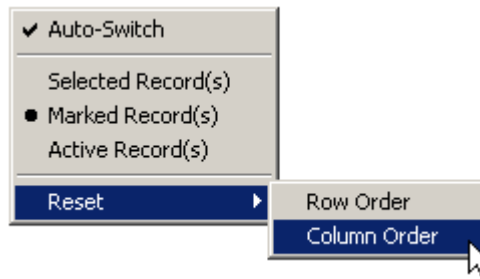 Auto-Switch
Selected Record(s)
Marked Record(s)
Active Record(s)
Reset
Row Order
Column Order